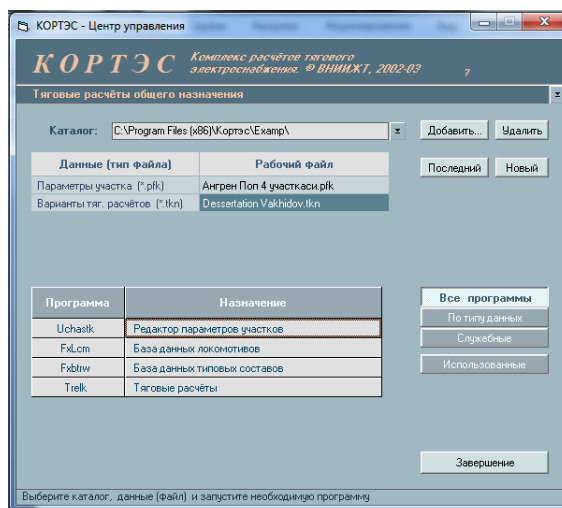 КОРТЭС - Центр управления
КОРТЭС Комплекс расчётов тягового
электроснабжения. © ВНИИЖТ, 2002-03
?
Тяговые расчёты общего назначения
Каталог: C:\Program Files (x86)\Кортэс\Examp\ Добавить... Удалить
Данные (тип файла) Рабочий файл Последний Новый
Параметры участка (*.pfk) Ангрен Поп 4 участкаси.pfk
Варианты тяг. расчётов (*.tkn) Dessertation Vakhidov.tkn
Программа Назначение Все программы
Uchastk Редактор параметров участков По типу данных
FxLcm База данных локомотивов Служебные
Fxbtrw База данных типовых составов Использованные
Trelk Тяговые расчёты
Завершение
Выберите каталог, данные (файл) и запустите необходимую программу